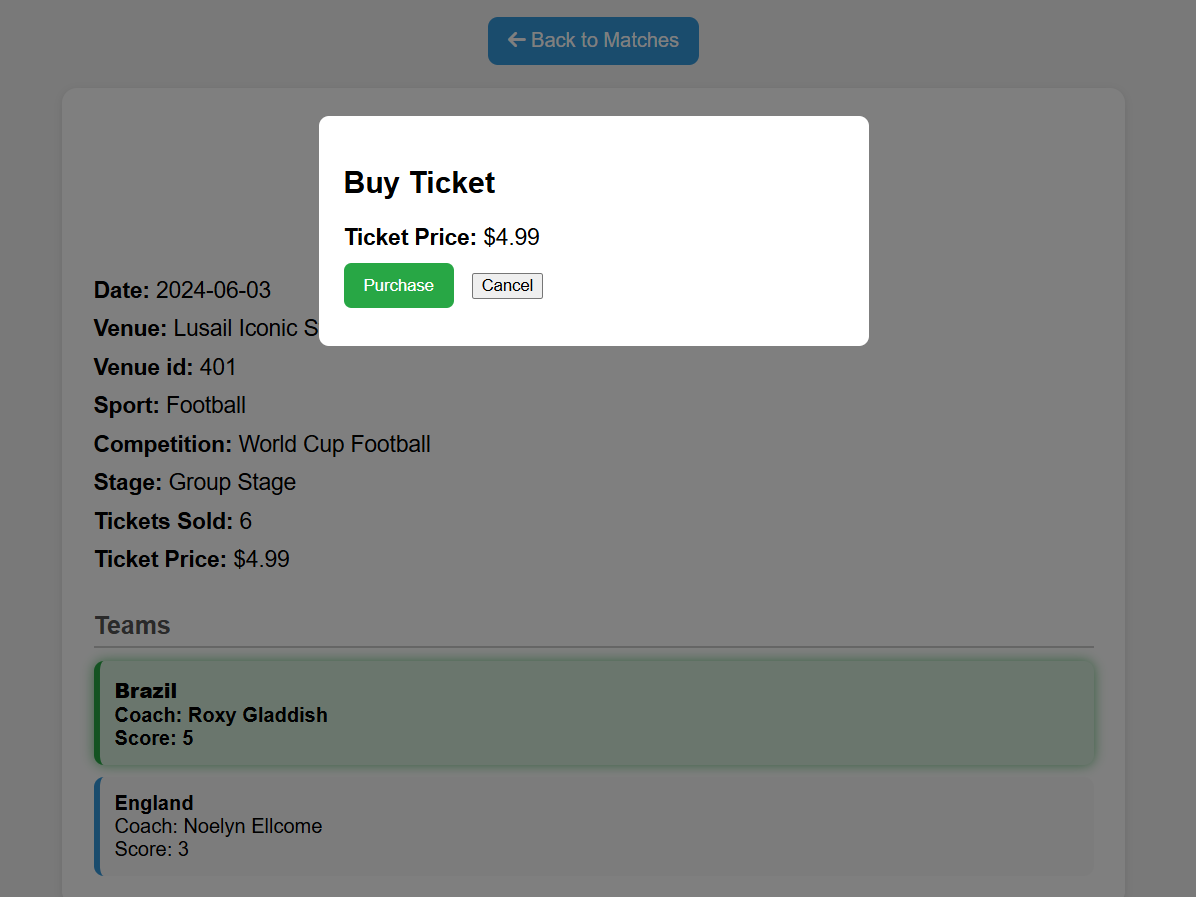 Back to Matches
Buy Ticket
Ticket Price: $4.99
Purchase Cancel
Date: 2024-06-03
Venue: Lusail Iconic
Venue id: 401
Sport: Football
Competition: World Cup Football
Stage: Group Stage
Tickets Sold: 6
Ticket Price: $4.99
Teams
Brazil
Coach: Roxy Gladdish
Score: 5
England
Coach: Noelyn Ellcome
Score: 3